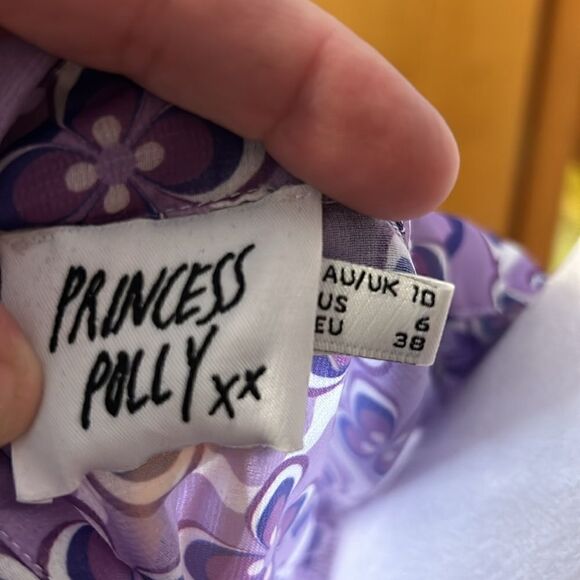 PRINCESS
POLLY xx
AU/UK 10
US 6
EU 38